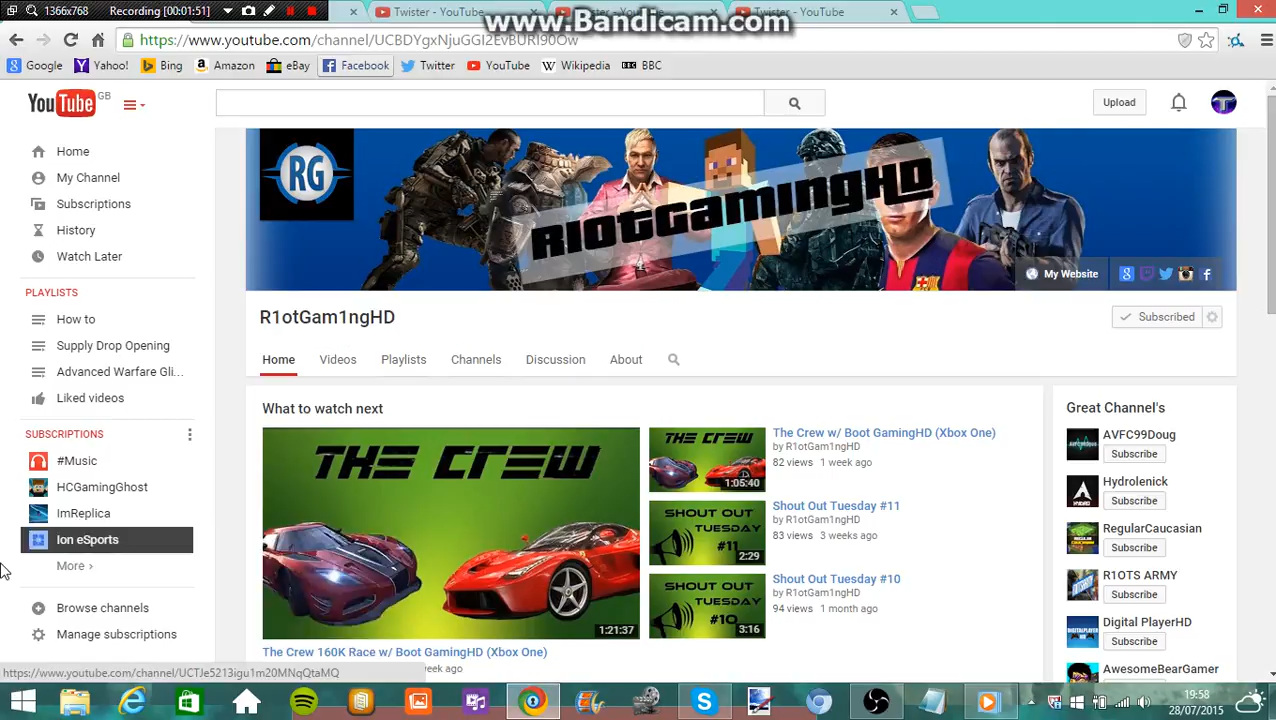 1366x768 Recording [00:01:51]
Twister - YouTube
Twister - YouTube
www.Bandicam.com
https://www.youtube.com/channel/UCBDYgxNjuGGI2EvBURI90Qw
Google Yahoo! Bing Amazon eBay Facebook Twitter YouTube Wikipedia BBC
YouTube GB
Upload
Home
My Channel
Subscriptions
History
Watch Later
PLAYLISTS
How to
Supply Drop Opening
Advanced Warfare Gli...
Liked videos
SUBSCRIPTIONS
#Music
HCGamingGhost
ImReplica
Ion eSports
More ›
Browse channels
Manage subscriptions
RG
RIOTGAMINGHD
My Website
R1otGam1ngHD
Subscribed
Home Videos Playlists Channels Discussion About
What to watch next
THE CREW
1:21:37
The Crew 160K Race w/ Boot GamingHD (Xbox One)
week ago
THE CREW
1:05:40
The Crew w/ Boot GamingHD (Xbox One)
by R1otGam1ngHD
82 views 1 week ago
SHOUT OUT
TUESDAY
#11
2:29
Shout Out Tuesday #11
by R1otGam1ngHD
83 views 3 weeks ago
SHOUT OUT
TUESDAY
#10
3:16
Shout Out Tuesday #10
by R1otGam1ngHD
94 views 1 month ago
Great Channel's
AVFC99Doug
Subscribe
Hydrolenick
Subscribe
RegularCaucasian
Subscribe
R1OTS ARMY
Subscribe
Digital PlayerHD
Subscribe
AwesomeBearGamer
https://www.youtube.com/channel/UCTJe5213igu1m20MNqQtaMQ
19:58
28/07/2015